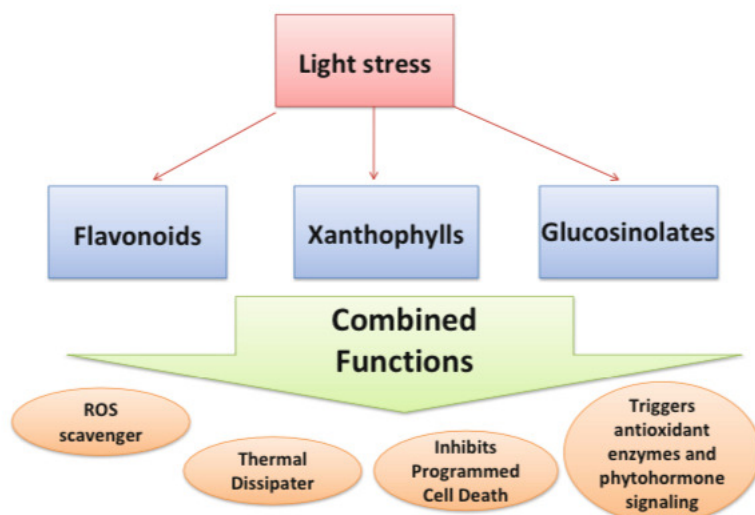 Light stress
Flavonoids
Xanthophylls
Glucosinolates
Combined
Functions
ROS
scavenger
Thermal
Dissipater
Inhibits
Programmed
Cell Death
Triggers
antioxidant
enzymes and
phytohormone
signaling